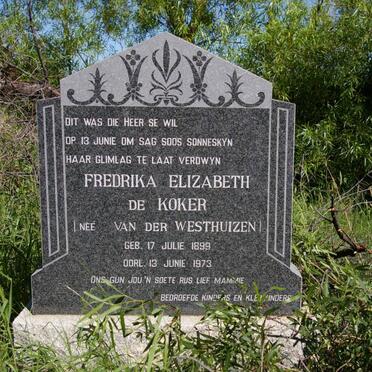 DIT WAS DIE HEER SE WIL
OP 13 JUNIE OM SAG SOOS SONNESKYN
HAAR GLIMLAG TE LAAT VERDWYN
FREDRIKA ELIZABETH
DE KOKER
(NEÉ VAN DER WESTHUIZEN)
GEB. 17 JULIE 1899
OORL. 13 JUNIE 1973
ONS GUN JOU 'N SOETE RUS LIEF MAMMIE
BEDROEFDE KINDERS EN KLEINKINDERS